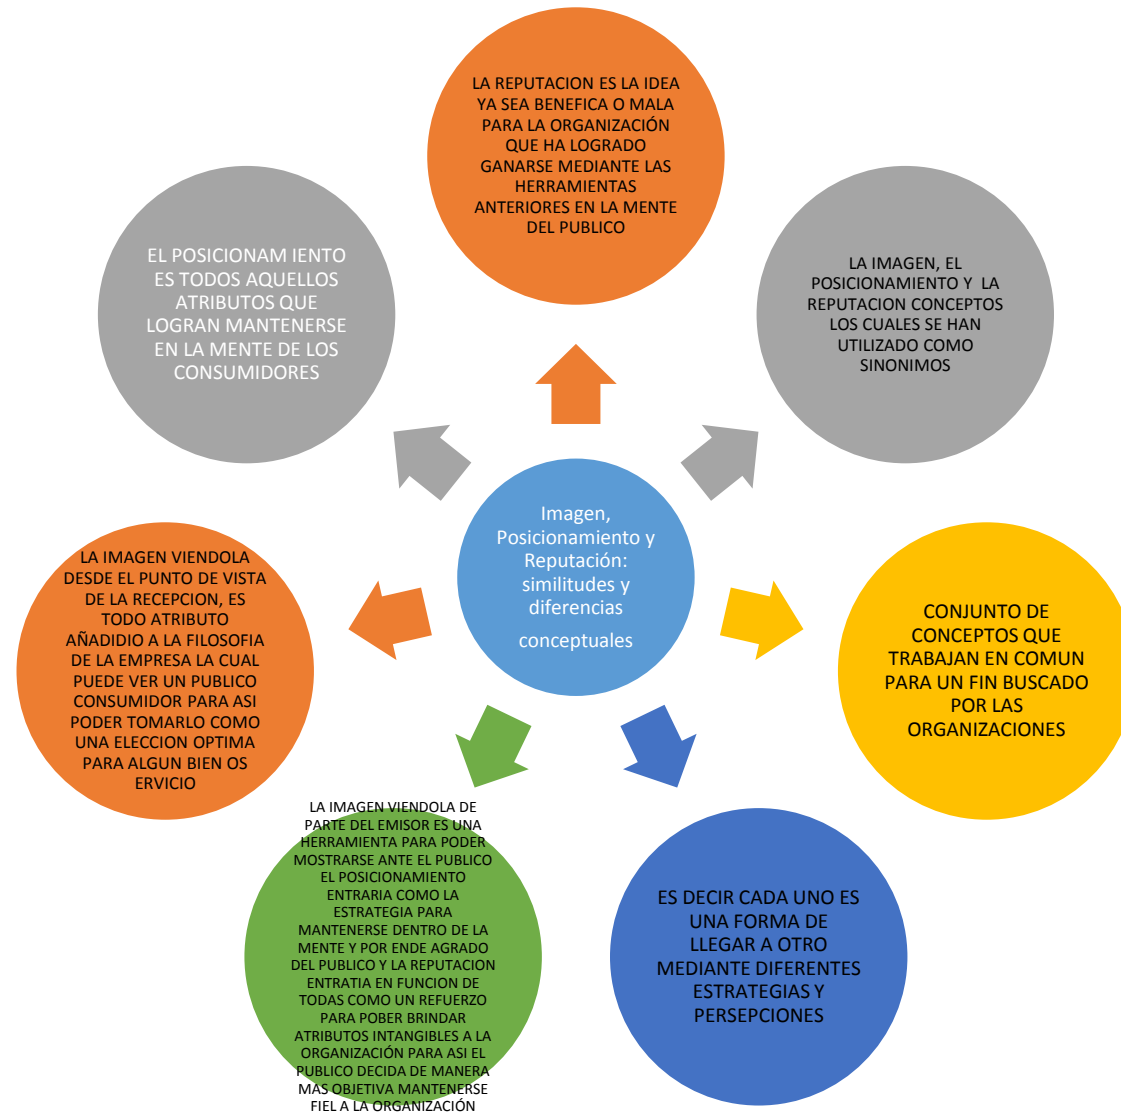 LA REPUTACION ES LA IDEA
YA SEA BENEFICA O MALA
PARA LA ORGANIZACIÓN
QUE HA LOGRADO
GANARSE MEDIANTE LAS
HERRAMIENTAS
ANTERIORES EN LA MENTE
DEL PUBLICO
EL POSICIONAM IENTO
ES TODOS AQUELLOS
ATRIBUTOS QUE
LOGRAN MANTENERSE
EN LA MENTE DE LOS
CONSUMIDORES
LA IMAGEN, EL
POSICIONAMIENTO Y  LA
REPUTACION CONCEPTOS
LOS CUALES SE HAN
UTILIZADO COMO
SINONIMOS
Imagen,
Posicionamiento y
Reputación:
similitudes y
diferencias
conceptuales
LA IMAGEN VIENDOLA
DESDE EL PUNTO DE VISTA
DE LA RECEPCION, ES
TODO ATRIBUTO
AÑADIDIO A LA FILOSOFIA
DE LA EMPRESA LA CUAL
PUEDE VER UN PUBLICO
CONSUMIDOR PARA ASI
PODER TOMARLO COMO
UNA ELECCION OPTIMA
PARA ALGUN BIEN OS
ERVICIO
CONJUNTO DE
CONCEPTOS QUE
TRABAJAN EN COMUN
PARA UN FIN BUSCADO
POR LAS
ORGANIZACIONES
LA IMAGEN VIENDOLA DE
PARTE DEL EMISOR ES UNA
HERRAMIENTA PARA PODER
MOSTRARSE ANTE EL PUBLICO
EL POSICIONAMIENTO
ENTRARIA COMO LA
ESTRATEGIA PARA
MANTENERSE DENTRO DE LA
MENTE Y POR ENDE AGRADO
DEL PUBLICO Y LA REPUTACION
ENTRATIA EN FUNCION DE
TODAS COMO UN REFUERZO
PARA POBER BRINDAR
ATRIBUTOS INTANGIBLES A LA
ORGANIZACIÓN PARA ASI EL
PUBLICO DECIDA DE MANERA
MAS OBJETIVA MANTENERSE
FIEL A LA ORGANIZACIÓN
ES DECIR CADA UNO ES
UNA FORMA DE
LLEGAR A OTRO
MEDIANTE DIFERENTES
ESTRATEGIAS Y
PERSEPCIONES